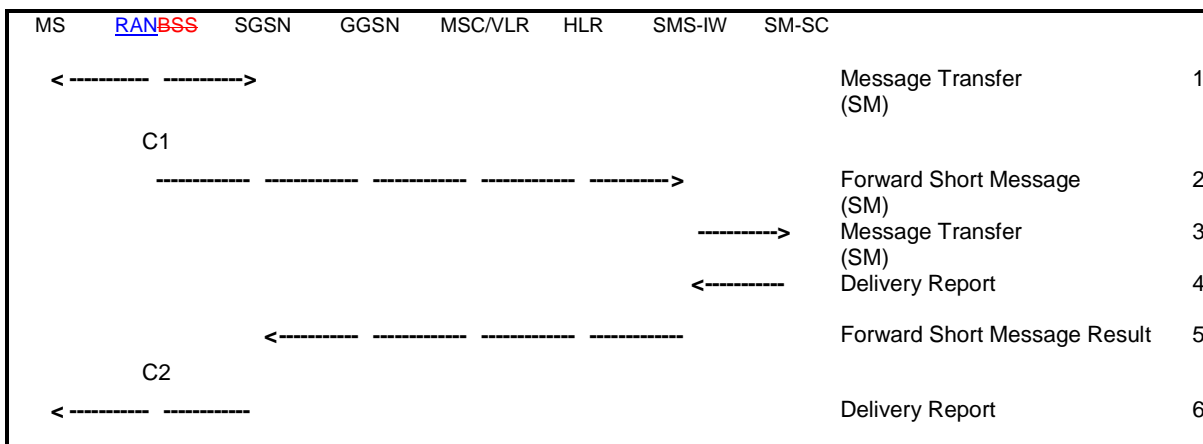 MS RANBSS SGSN GGSN MSC/VLR HLR SMS-IW SM-SC
< ----------- -----------> Message Transfer 1
(SM)
C1
------------- ------------- ------------- ------------- -----------> Forward Short Message 2
(SM)
-----------> Message Transfer 3
(SM)
<----------- Delivery Report 4
<----------- ------------- ------------- ------------- Forward Short Message Result 5
C2
< ----------- ------------ Delivery Report 6